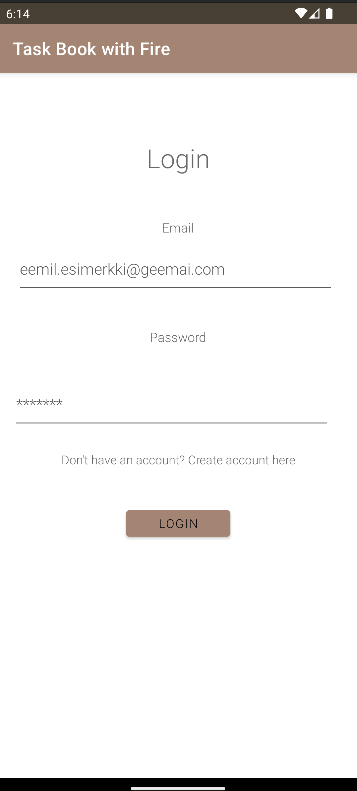 6:14
Task Book with Fire
Login
Email
eemil.esimerkki@geemai.com
Password
*******
Don't have an account? Create account here
LOGIN